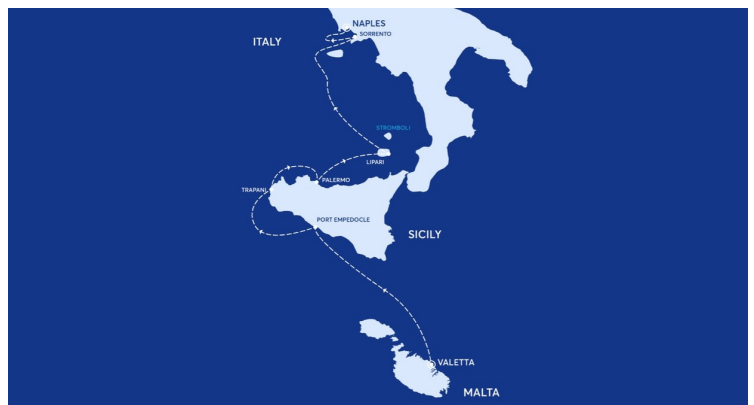 NAPLES
SORRENTO
ITALY
STROMBOLI
LIPARI
PALERMO
TRAPANI
PORT EMPEDOCLE
SICILY
VALETTA
MALTA